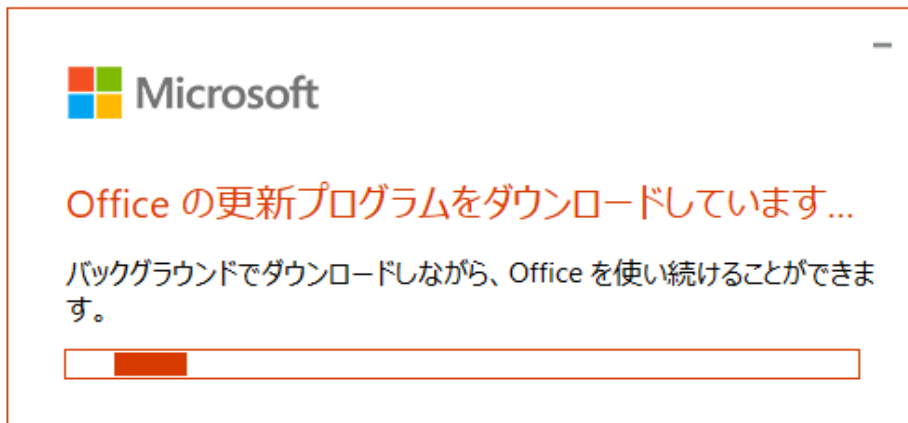 Microsoft
Office の更新プログラムをダウンロードしています...
バックグラウンドでダウンロードしながら、Office を使い続けることができま
す。